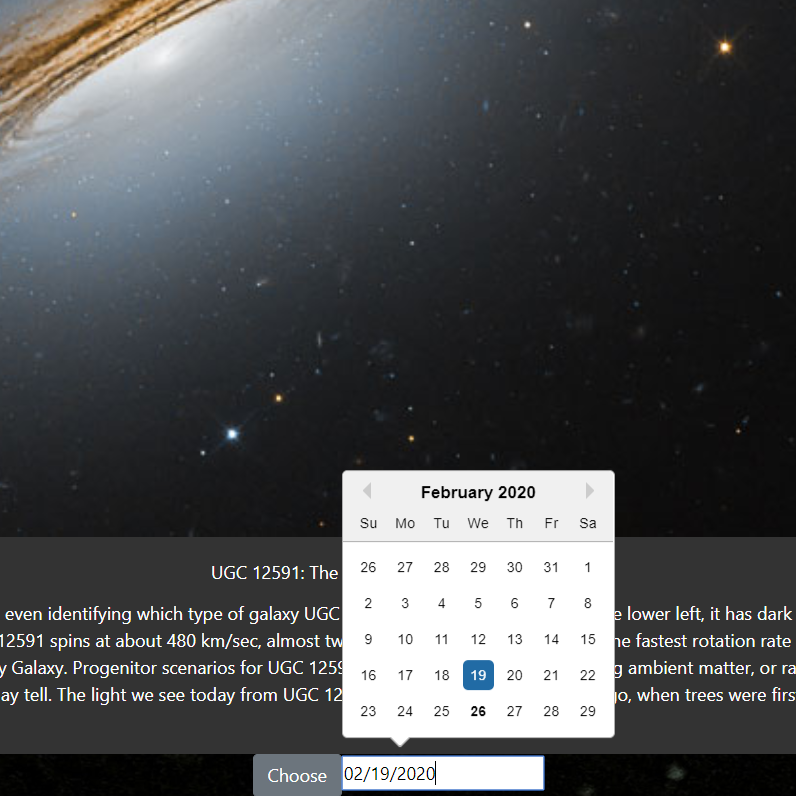 UGC 12591: The
even identifying which type of galaxy UGC
e lower left, it has dark
12591 spins at about 480 km/sec, almost tw
he fastest rotation rate
y Galaxy. Progenitor scenarios for UGC 1259
g ambient matter, or ra
ay tell. The light we see today from UGC 12
go, when trees were firs
February 2020
Su Mo Tu We Th Fr Sa
26 27 28 29 30 31 1
2 3 4 5 6 7 8
9 10 11 12 13 14 15
16 17 18 19 20 21 22
23 24 25 26 27 28 29
Choose 02/19/2020